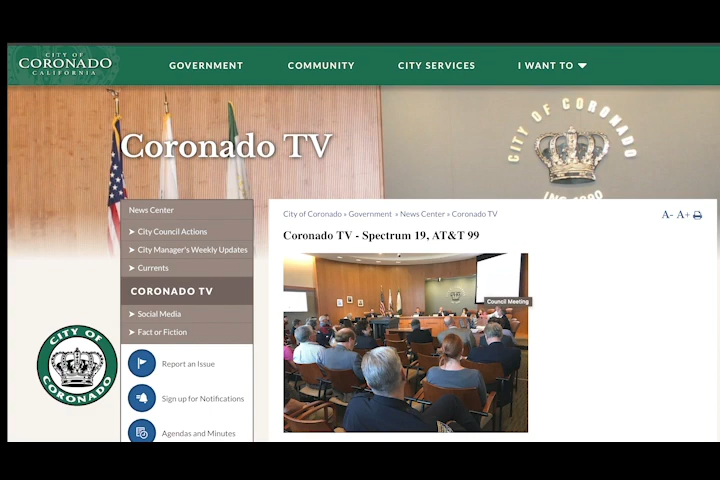 CITY OF
CORONADO
CALIFORNIA
GOVERNMENT
COMMUNITY
CITY SERVICES
I WANT TO
Coronado TV
CITY OF CORONADO
News Center
➤ City Council Actions
➤ City Manager's Weekly Updates
➤ Currents
CORONADO TV
➤ Social Media
➤ Fact or Fiction
Report an Issue
Sign up for Notifications
Agendas and Minutes
CITY OF
CORONADO
City of Coronado » Government » News Center » Coronado TV
A- A+
Coronado TV - Spectrum 19, AT&T 99
Council Meeting